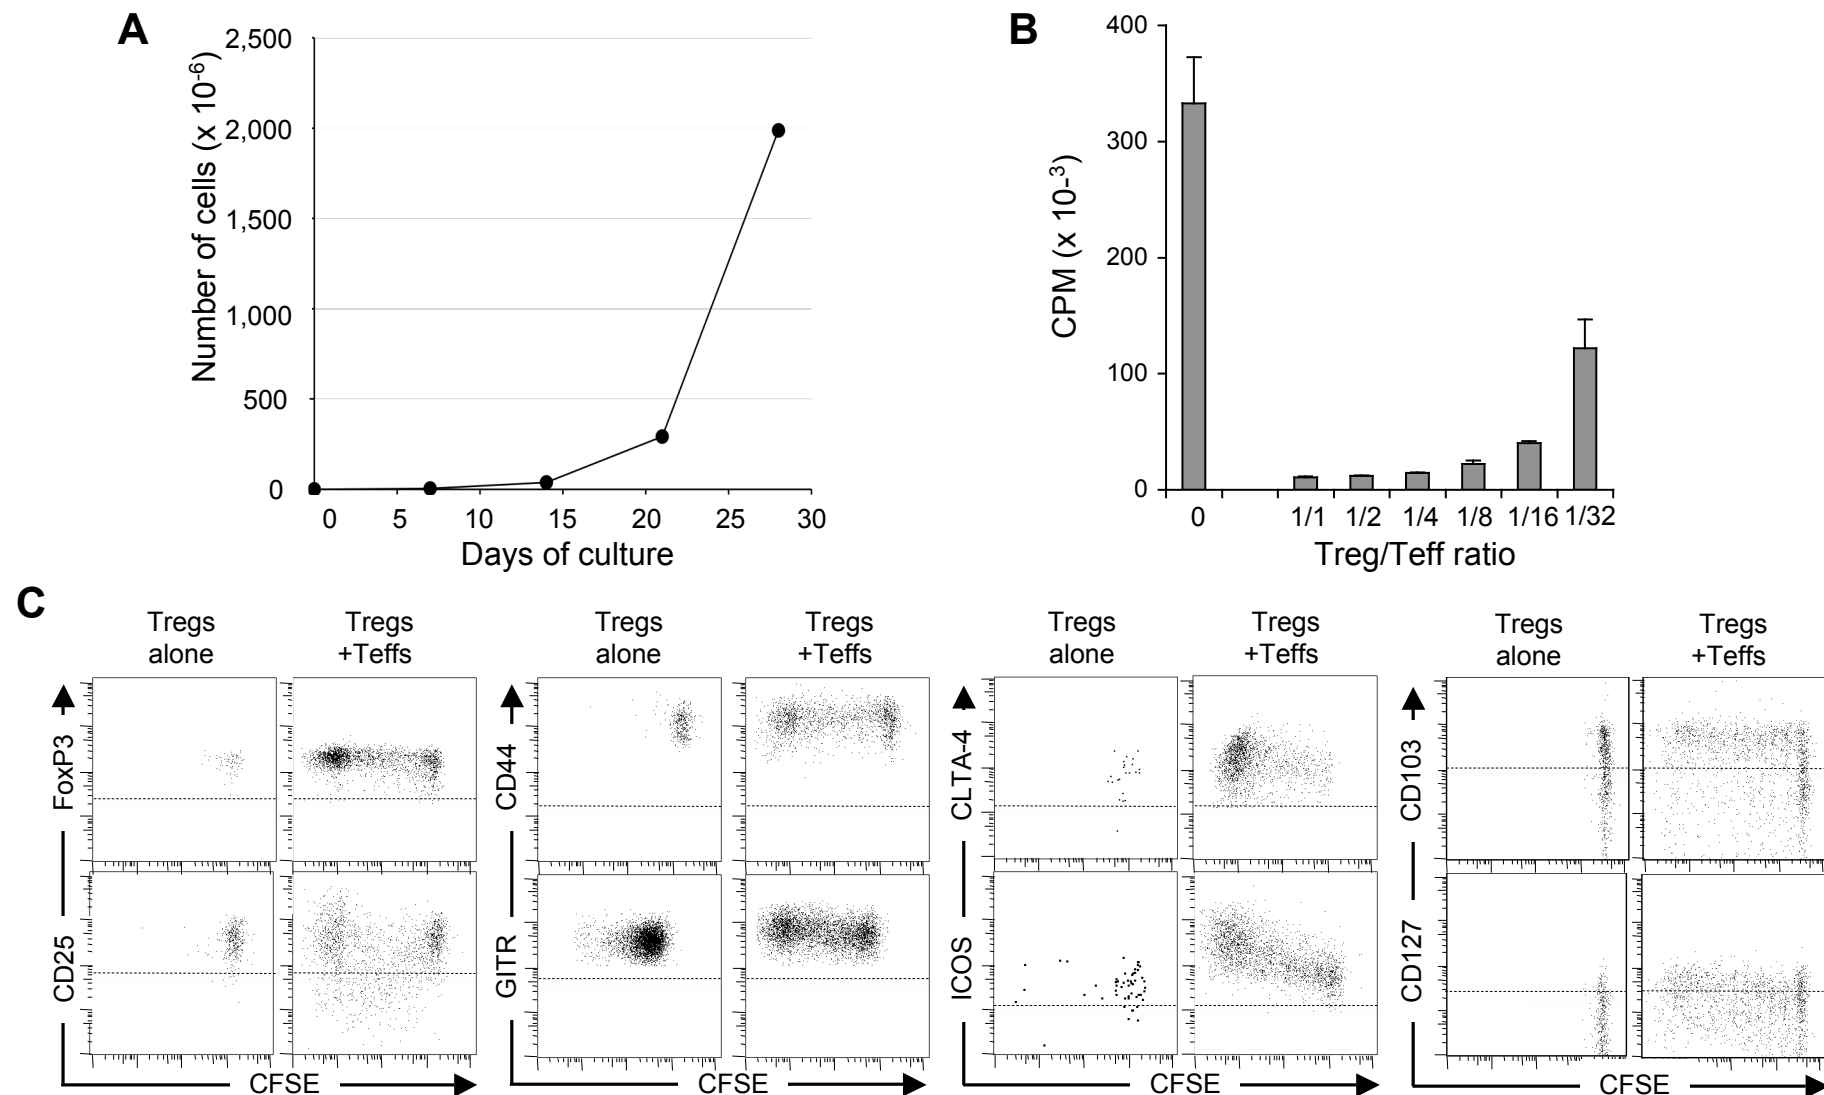 A
2,500
2,000
1,500
1,000
500
0
Number of cells (x 10-6)
0 5 10 15 20 25 30
Days of culture
B
400
300
200
100
0
CPM (x 10-3)
0 1/1 1/2 1/4 1/8 1/16 1/32
Treg/Teff ratio
C
Tregs alone
Tregs +Teffs
Tregs alone
Tregs +Teffs
Tregs alone
Tregs +Teffs
Tregs alone
Tregs +Teffs
FoxP3
CD44
CLTA-4
CD103
CD25
GITR
ICOS
CD127
CFSE
CFSE
CFSE
CFSE